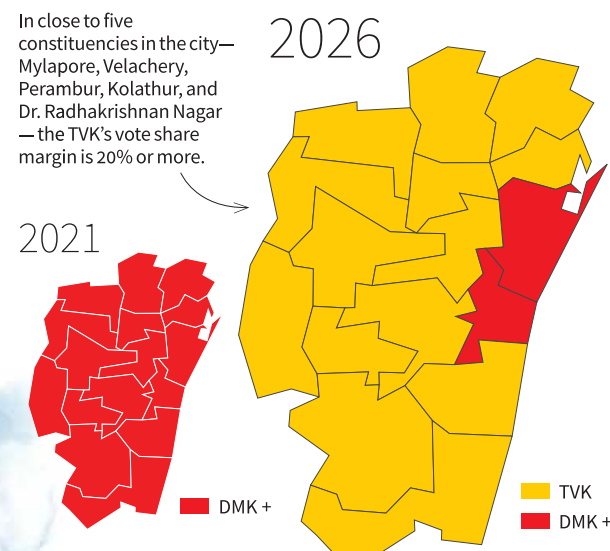 In close to five
constituencies in the city—
Mylapore, Velachery,
Perambur, Kolathur, and
Dr. Radhakrishnan Nagar
— the TVK’s vote share
margin is 20% or more.
2026
2021
DMK +
TVK
DMK +